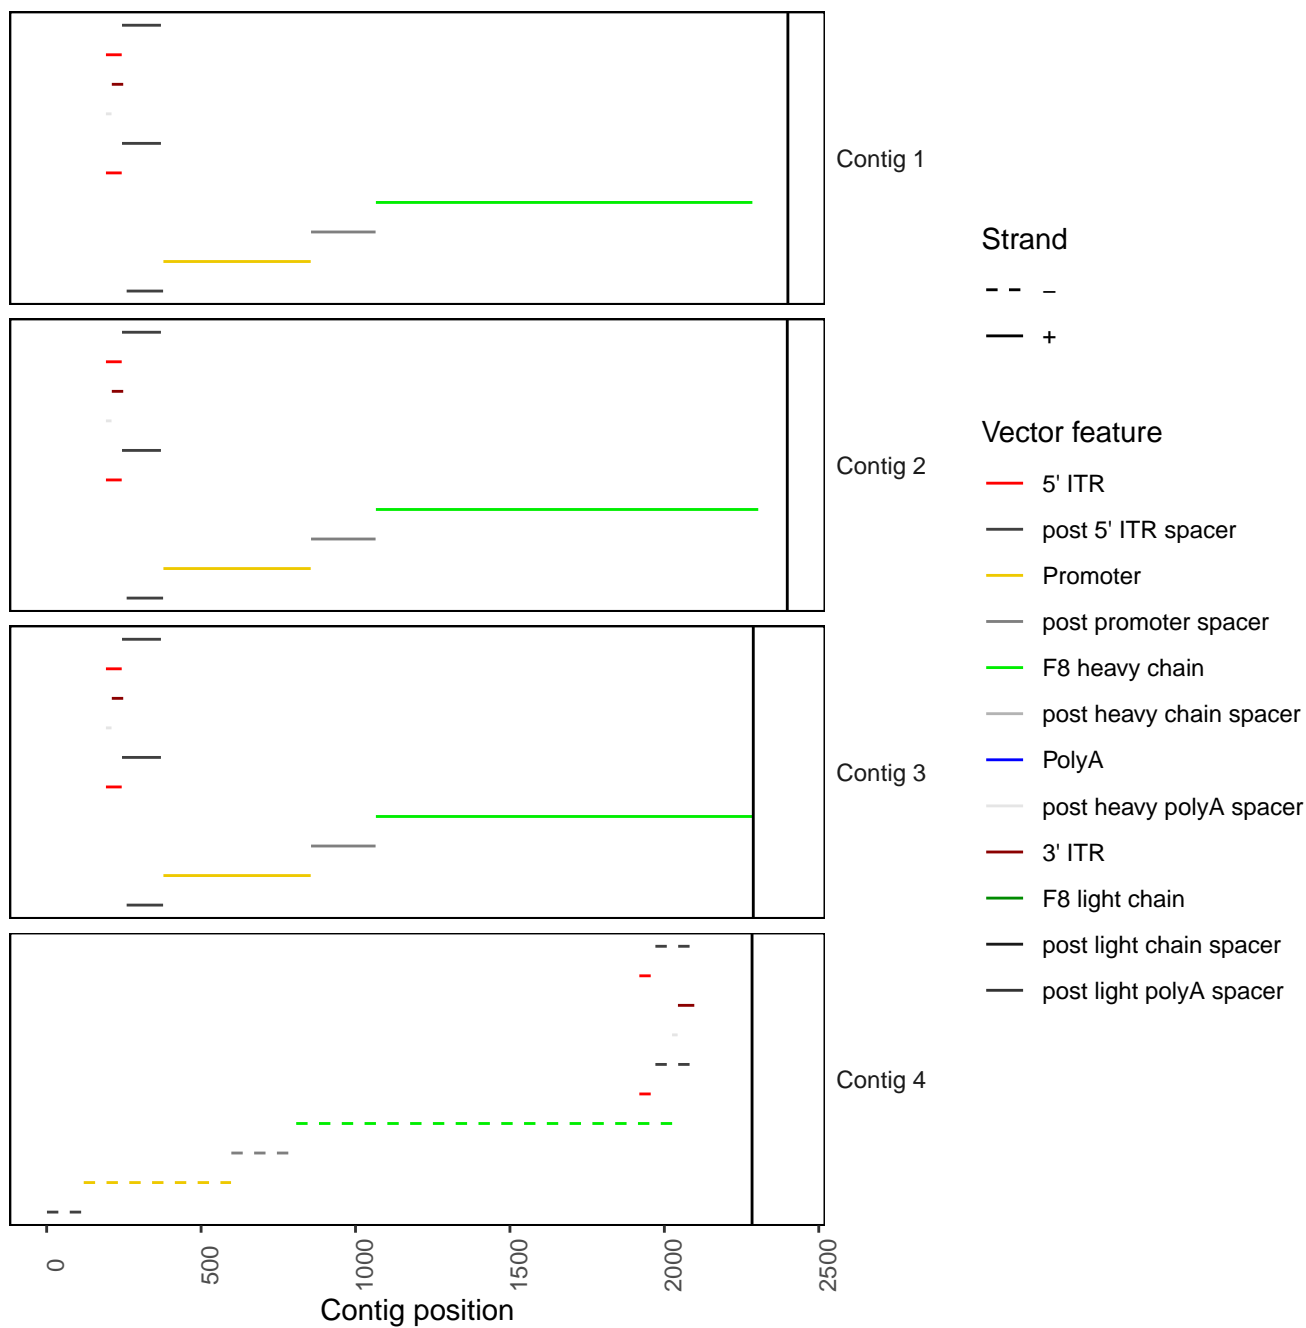 Contig 1
Contig 2
Contig 3
Contig 4
0
500
1000
1500
2000
2500
Contig position
Strand
−
+
Vector feature
5' ITR
post 5' ITR spacer
Promoter
post promoter spacer
F8 heavy chain
post heavy chain spacer
PolyA
post heavy polyA spacer
3' ITR
F8 light chain
post light chain spacer
post light polyA spacer